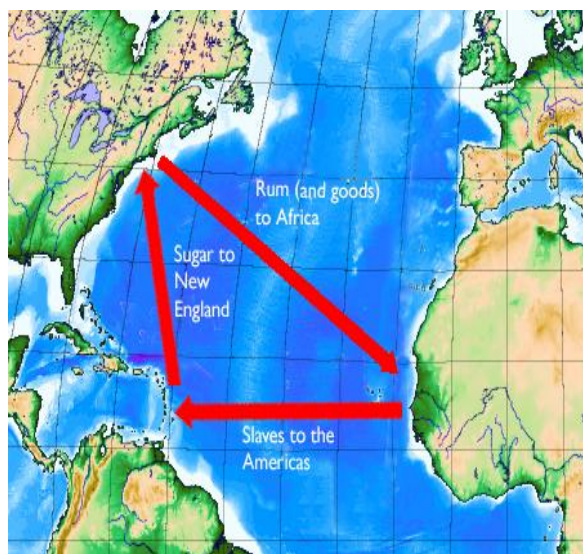 Rum (and goods)
to Africa
Sugar to
New
England
Slaves to the
Americas